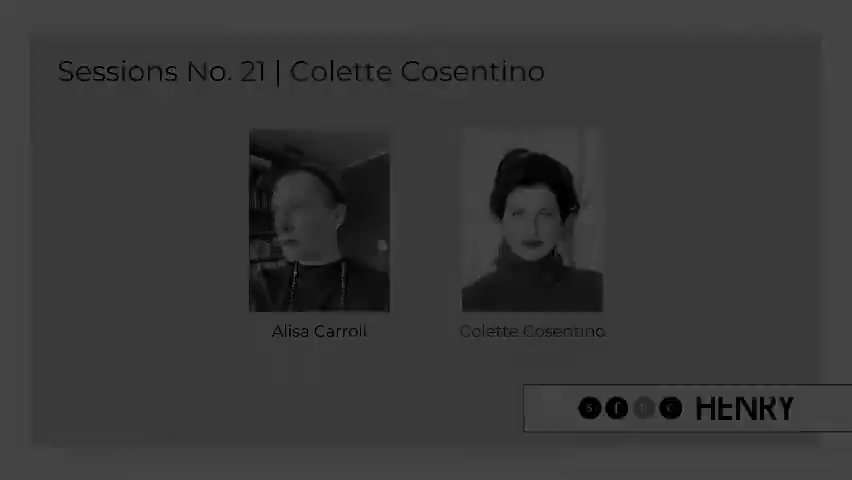 Sessions No. 21 | Colette Cosentino
Alisa Carroll
Colette Cosentino
HENRY